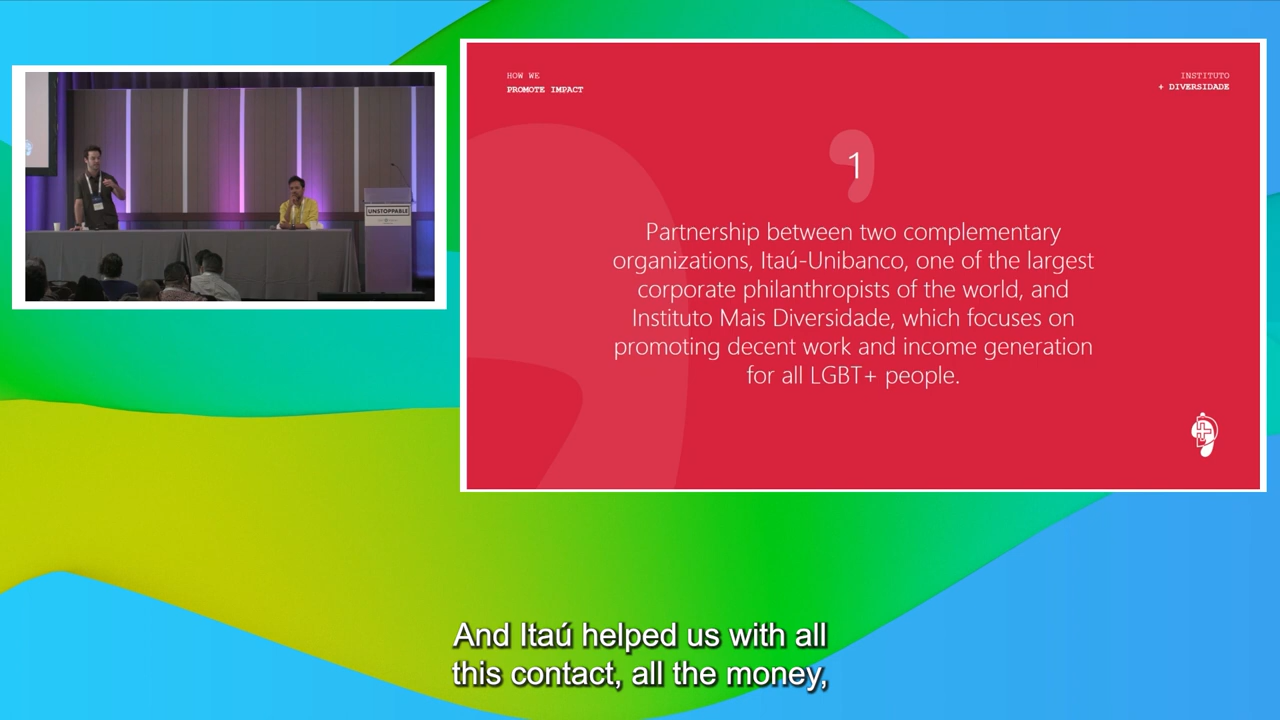 HOW WE
PROMOTE IMPACT
INSTITUTO
+ DIVERSIDADE
1
Partnership between two complementary
organizations, Itaú-Unibanco, one of the largest
corporate philanthropists of the world, and
Instituto Mais Diversidade, which focuses on
promoting decent work and income generation
for all LGBT+ people.
UNSTOPPABLE
And Itaú helped us with all
this contact, all the money,